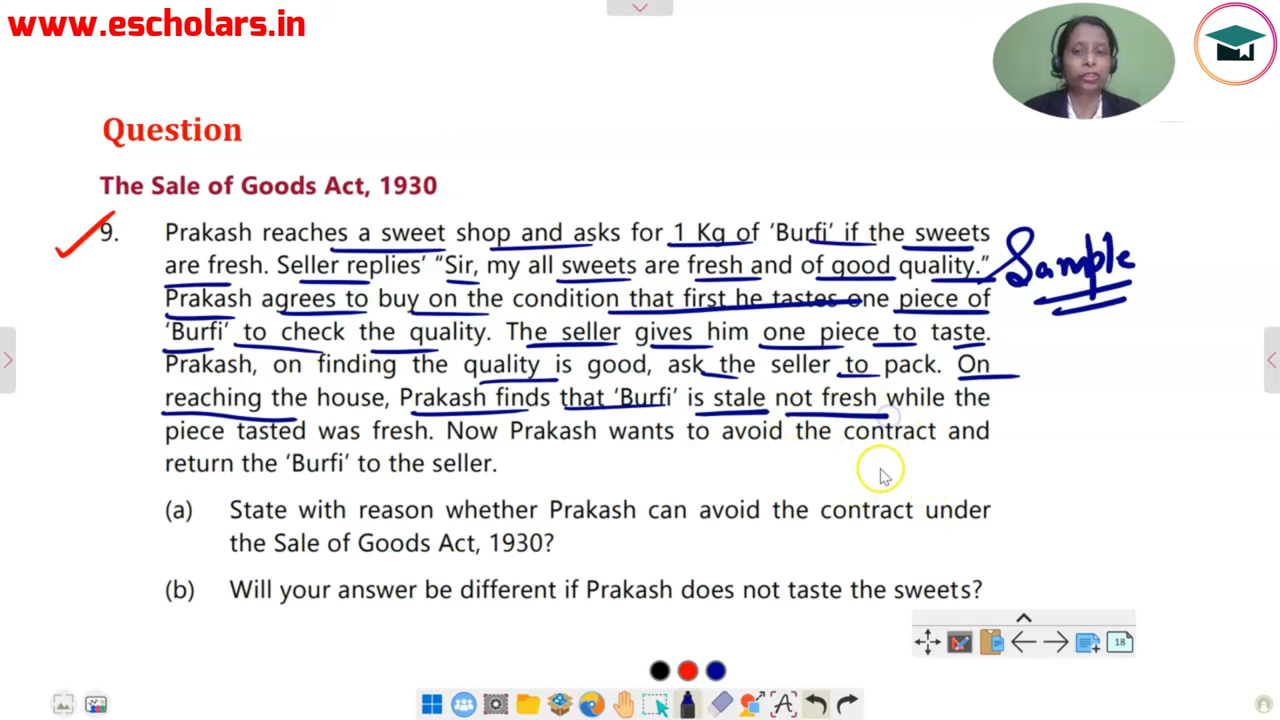 www.escholars.in
Question
The Sale of Goods Act, 1930
9. Prakash reaches a sweet shop and asks for 1 Kg of ‘Burfi’ if the sweets
are fresh. Seller replies’ “Sir, my all sweets are fresh and of good quality.”
Sample
Prakash agrees to buy on the condition that first he tastes one piece of
‘Burfi’ to check the quality. The seller gives him one piece to taste.
Prakash, on finding the quality is good, ask the seller to pack. On
reaching the house, Prakash finds that ‘Burfi’ is stale not fresh while the
piece tasted was fresh. Now Prakash wants to avoid the contract and
return the ‘Burfi’ to the seller.
(a) State with reason whether Prakash can avoid the contract under
the Sale of Goods Act, 1930?
(b) Will your answer be different if Prakash does not taste the sweets?
18